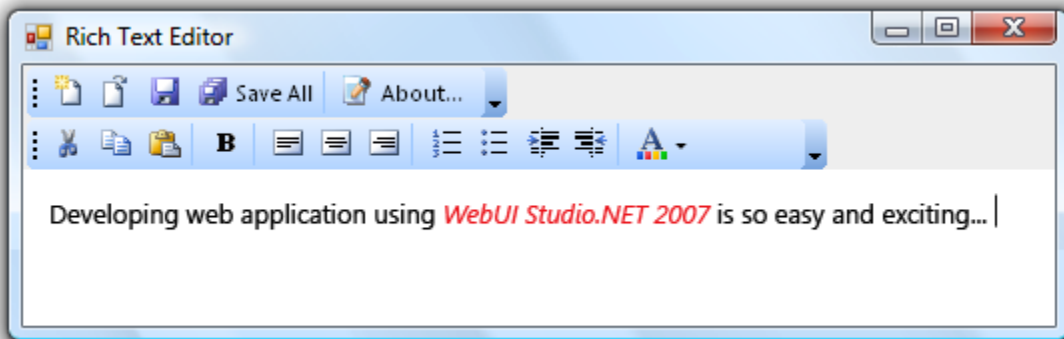 Rich Text Editor
Save All About...
B A
Developing web application using WebUI Studio.NET 2007 is so easy and exciting...